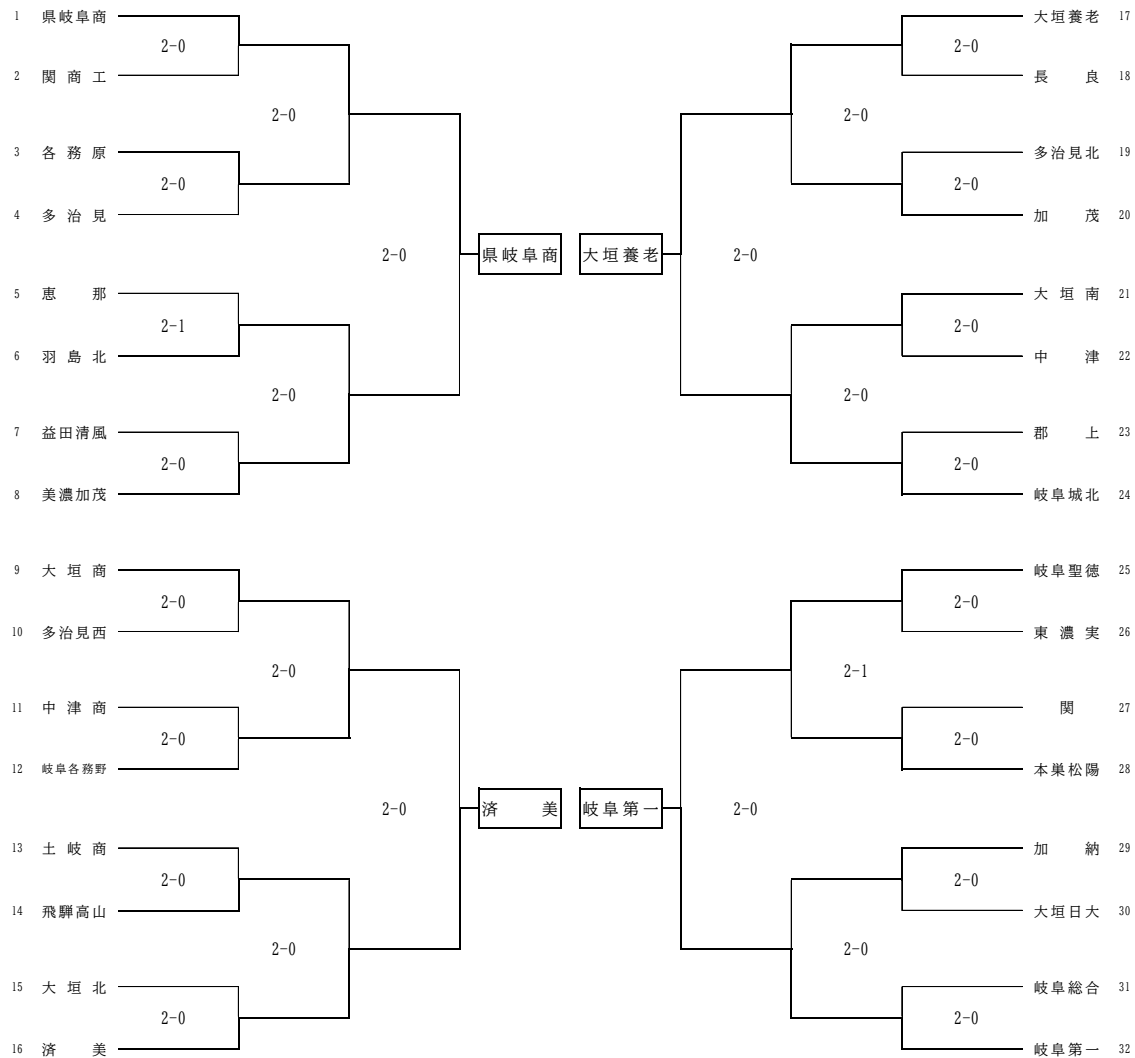 1 県岐阜商
2-0
2 関商工
2-0
3 各務原
2-0
4 多治見
2-0
県岐阜商
5 恵那
2-1
6 羽島北
2-0
7 益田清風
2-0
8 美濃加茂
9 大垣商
2-0
10 多治見西
2-0
11 中津商
2-0
12 岐阜各務野
2-0
済美
13 土岐商
2-0
14 飛騨高山
2-0
15 大垣北
2-0
16 済美
大垣養老 17
2-0
長良 18
2-0
多治見北 19
2-0
加茂 20
大垣養老
2-0
大垣南 21
2-0
中津 22
2-0
郡上 23
2-0
岐阜城北 24
岐阜聖徳 25
2-0
東濃実 26
2-1
関 27
2-0
本巣松陽 28
岐阜第一
2-0
加納 29
2-0
大垣日大 30
2-0
岐阜総合 31
2-0
岐阜第一 32